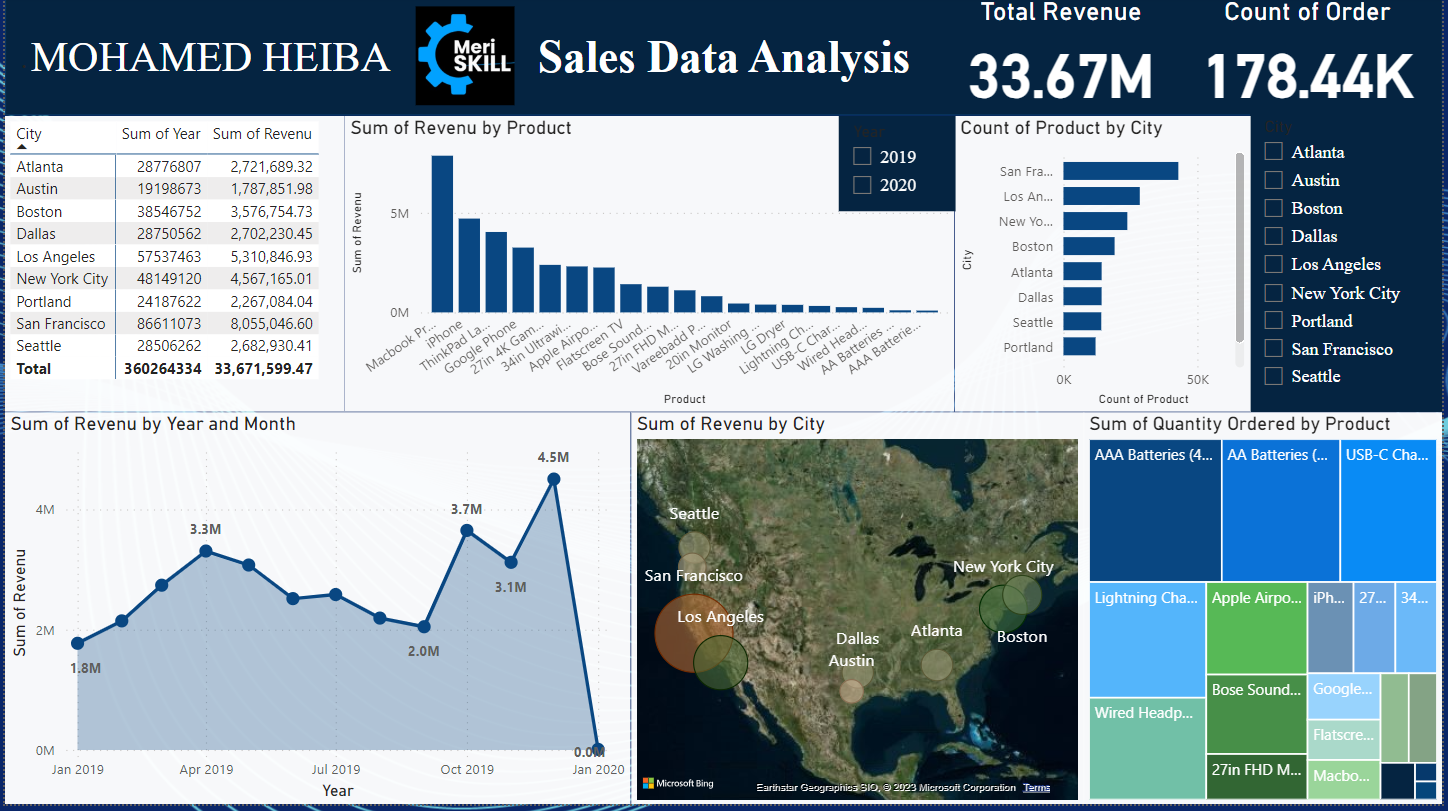 MOHAMED HEIBA
Meri
SKILL
Sales Data Analysis
Total Revenue
33.67M
Count of Order
178.44K
City Sum of Year Sum of Revenu
Atlanta 28776807 2,721,689.32
Austin 19198673 1,787,851.98
Boston 38546752 3,576,754.73
Dallas 28750562 2,702,230.45
Los Angeles 57537463 5,310,846.93
New York City 48149120 4,567,165.01
Portland 24187622 2,267,084.04
San Francisco 86611073 8,055,046.60
Seattle 28506262 2,682,930.41
Total 360264334 33,671,599.47
Sum of Revenu by Product
Sum of Revenu
5M
0M
Macbook Pr...
iPhone
ThinkPad La...
Google Phone
27in 4K Gam...
34in Ultrawi...
Apple Airpo...
Flatscreen TV
Bose Sound...
27in FHD M...
Vareebadd P...
20in Monitor
LG Washing ...
LG Dryer
Lightning Ch...
USB-C Char...
Wired Head...
AA Batteries ...
AAA Batterie...
Product
Year
2019
2020
Count of Product by City
City
San Fra...
Los An...
New Yo...
Boston
Atlanta
Dallas
Seattle
Portland
0K 50K
Count of Product
City
Atlanta
Austin
Boston
Dallas
Los Angeles
New York City
Portland
San Francisco
Seattle
Sum of Revenu by Year and Month
Sum of Revenu
4M
2M
0M
1.8M
3.3M
2.0M
3.7M
3.1M
4.5M
0.0M
Jan 2019 Apr 2019 Jul 2019 Oct 2019 Jan 2020
Year
Sum of Revenu by City
Seattle
San Francisco
Los Angeles
Dallas
Austin
Atlanta
New York City
Boston
Microsoft Bing
Earthstar Geographics SIO, © 2023 Microsoft Corporation Terms
Sum of Quantity Ordered by Product
AAA Batteries (4...
AA Batteries (...
USB-C Cha...
Lightning Cha...
Wired Headp...
Apple Airpo...
Bose Sound...
27in FHD M...
iPh...
27...
34...
Google...
Flatscre...
Macbo...